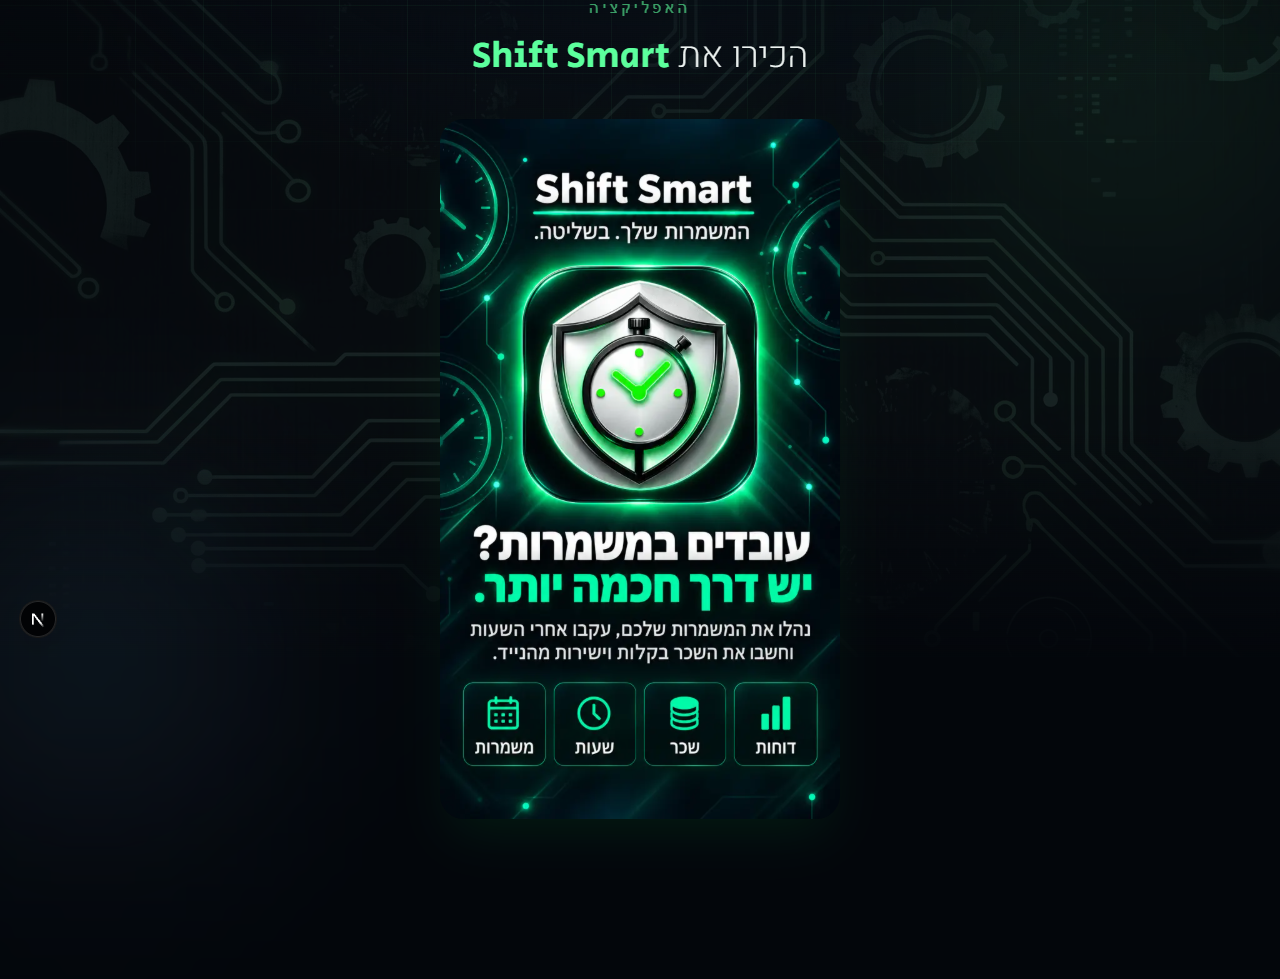 האפליקציה
הכירו את Shift Smart
Shift Smart
המשמרות שלך. בשליטה.
עובדים במשמרות?
יש דרך חכמה יותר.
נהלו את המשמרות שלכם, עקבו אחרי השעות
וחשבו את השכר בקלות וישירות מהנייד.
דוחות
שכר
שעות
משמרות
N